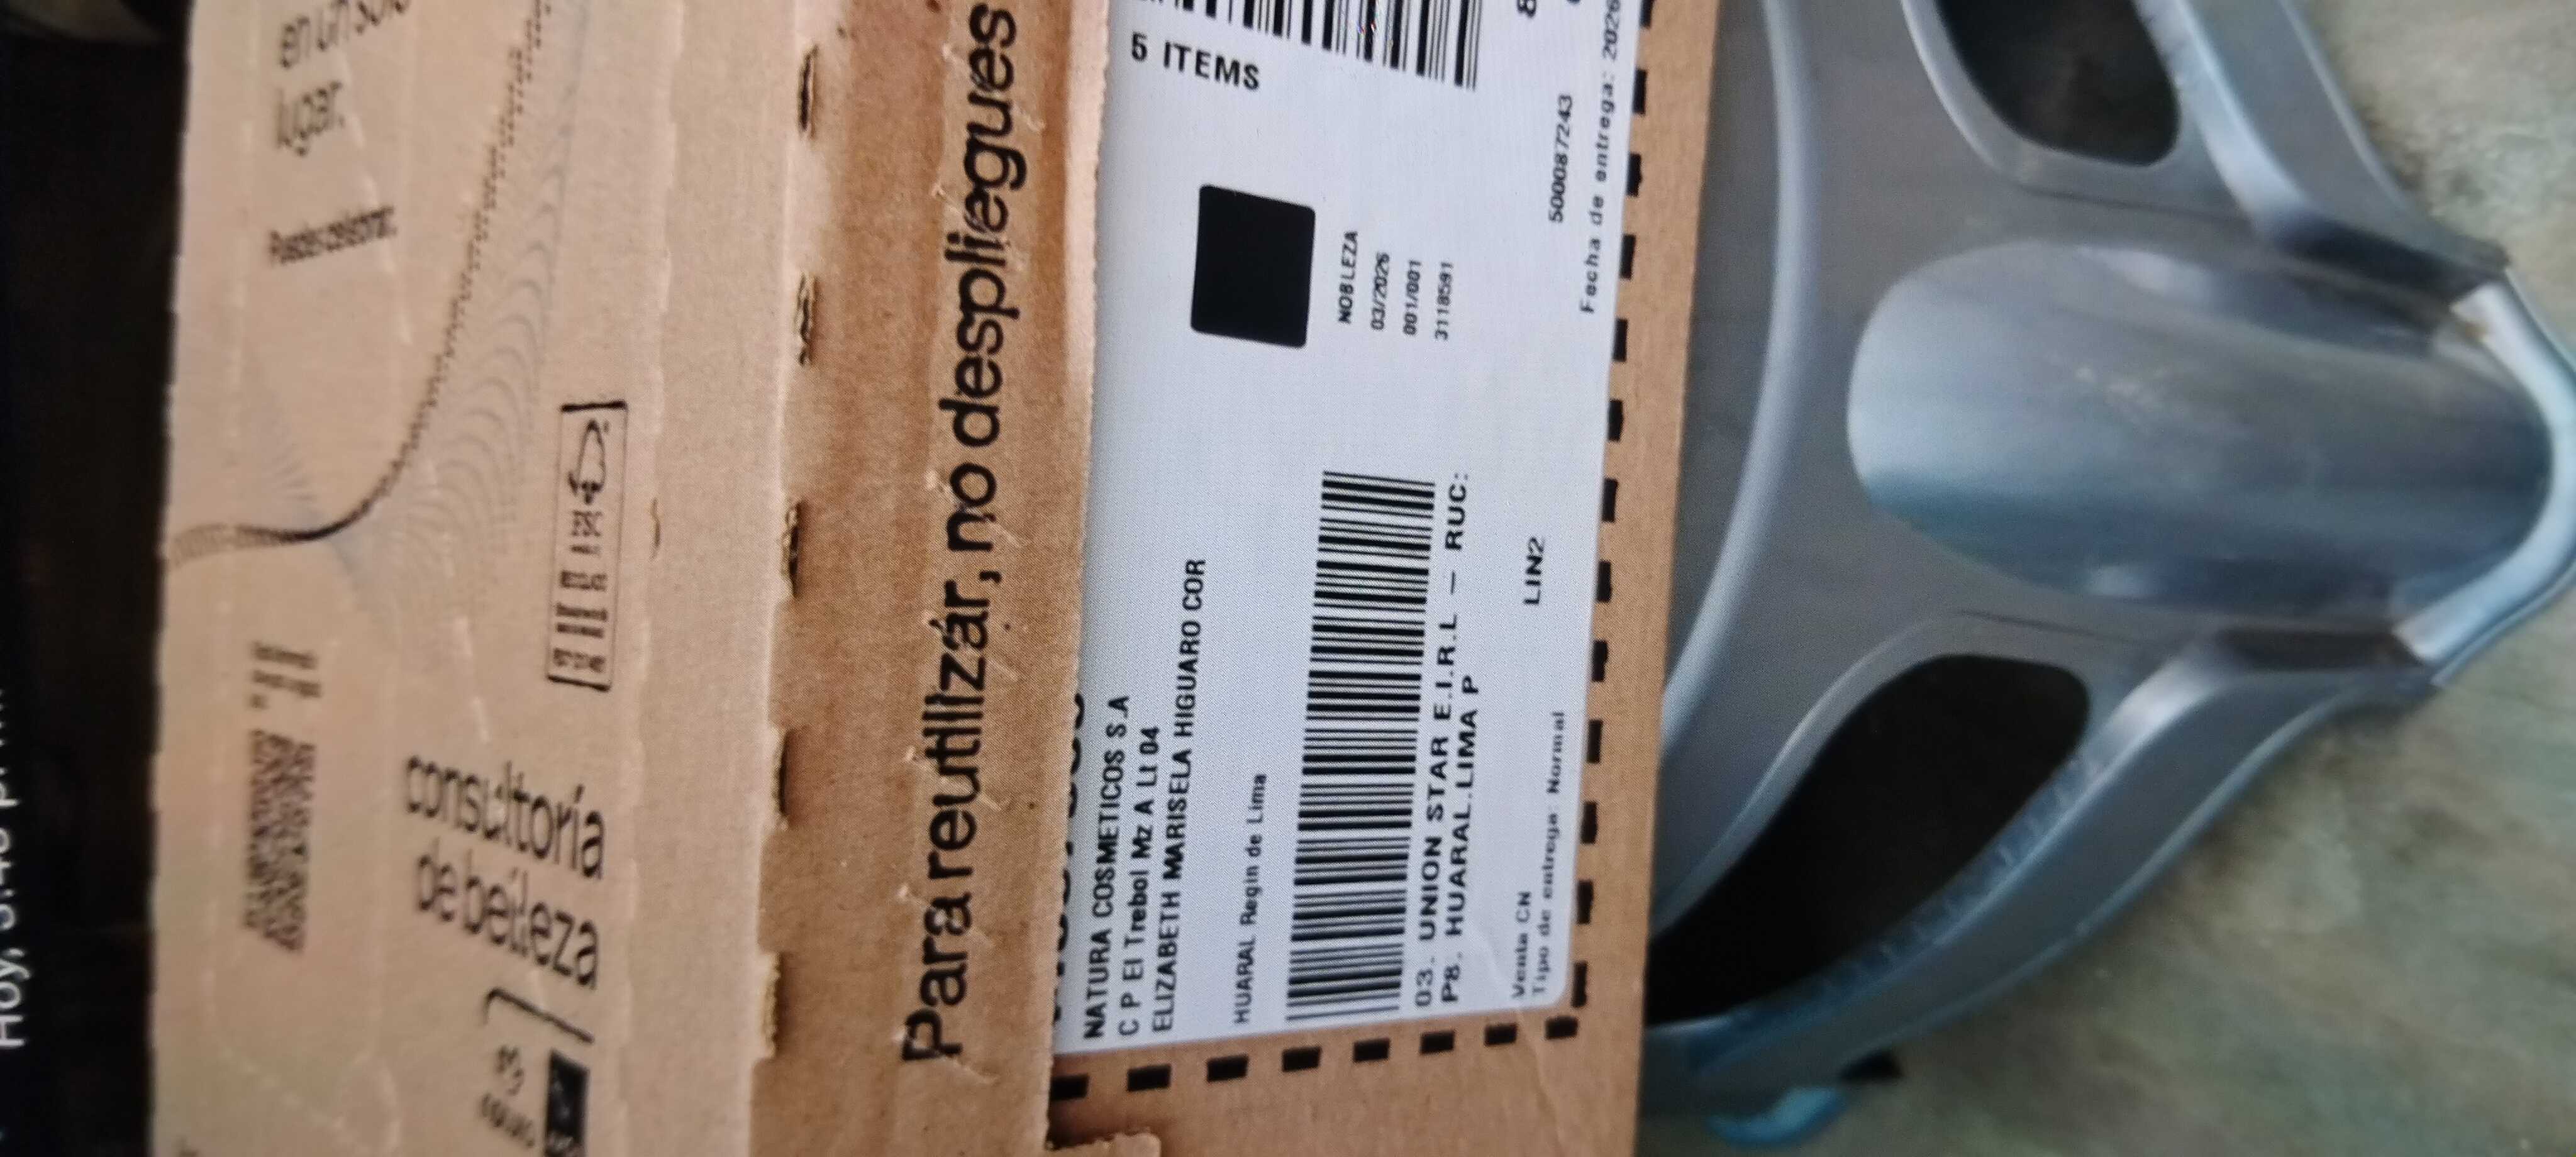 en un solo
lugar.
consultoría
de belleza
Para reutilizar, no despliegues
5 ITEMS
NATURA COSMETICOS S.A
C P El Trebol Mz A Lt 04
ELIZABETH MARISELA HIGUARO COR
HUARAL Regin de Lima
NOBLEZA
03/2026
001/001
3118591
03. UNION STAR E.I.R.L – RUC:
P8. HUARAL.LIMA P
LIN2
500087243
Venta CN
Tipo de entrega: Normal
Fecha de entrega: 2026
Hoy,